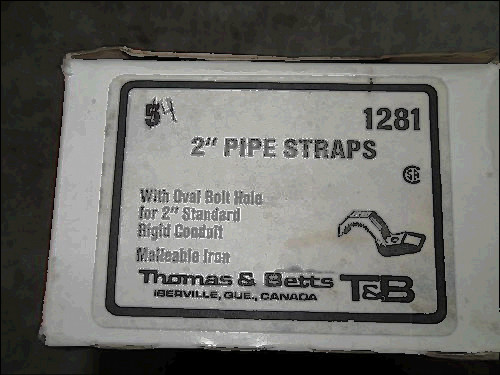 54
1281
2" PIPE STRAPS
With Oval Bolt Hole
for 2" Standard
Rigid Conduit
Malleable Iron
Thomas & Betts
IBERVILLE, QUE., CANADA
T&B